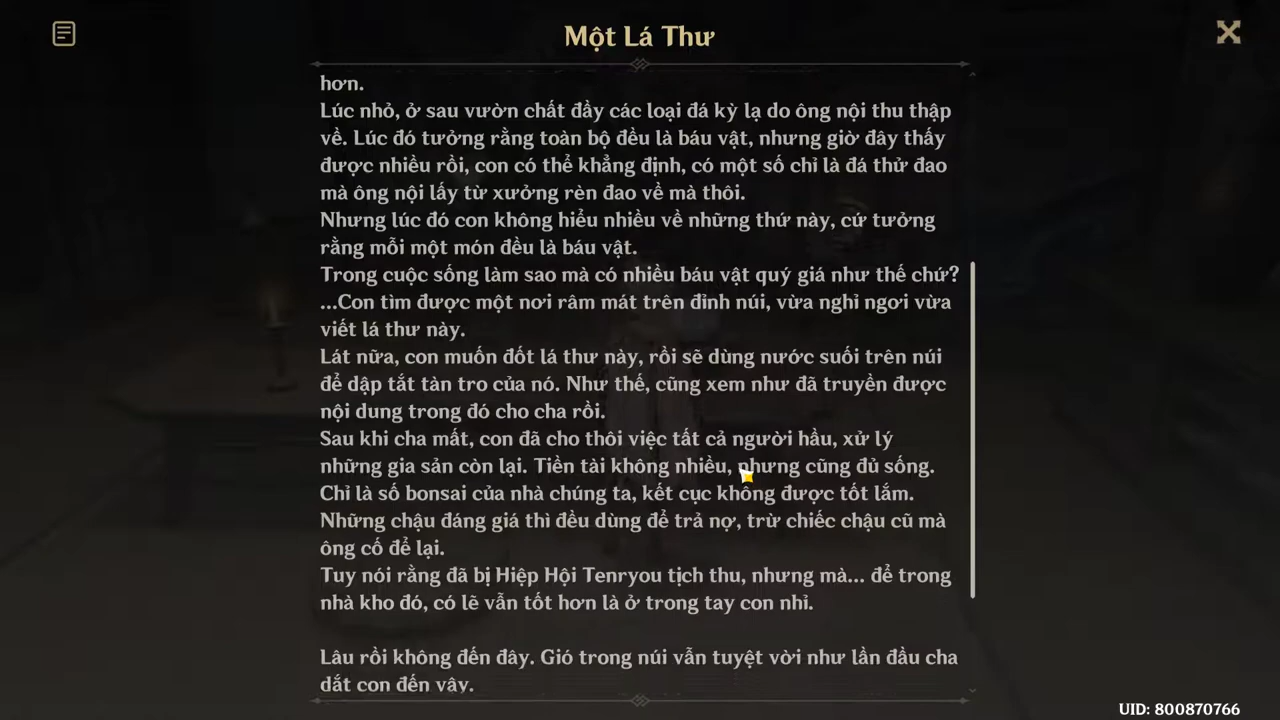 Một Lá Thư
hơn.
Lúc nhỏ, ở sau vườn chất đầy các loại đá kỳ lạ do ông nội thu thập
về. Lúc đó tưởng rằng toàn bộ đều là báu vật, nhưng giờ đây thấy
được nhiều rồi, con có thể khẳng định, có một số chỉ là đá thử đao
mà ông nội lấy từ xưởng rèn đao về mà thôi.
Nhưng lúc đó con không hiểu nhiều về những thứ này, cứ tưởng
rằng mỗi một món đều là báu vật.
Trong cuộc sống làm sao mà có nhiều báu vật quý giá như thế chứ?
...Con tìm được một nơi râm mát trên đỉnh núi, vừa nghỉ ngơi vừa
viết lá thư này.
Lát nữa, con muốn đốt lá thư này, rồi sẽ dùng nước suối trên núi
để dập tắt tàn tro của nó. Như thế, cũng xem như đã truyền được
nội dung trong đó cho cha rồi.
Sau khi cha mất, con đã cho thôi việc tất cả người hầu, xử lý
những gia sản còn lại. Tiền tài không nhiều, nhưng cũng đủ sống.
Chỉ là số bonsai của nhà chúng ta, kết cục không được tốt lắm.
Những chậu đáng giá thì đều dùng để trả nợ, trừ chiếc chậu cũ mà
ông cố để lại.
Tuy nói rằng đã bị Hiệp Hội Tenryou tịch thu, nhưng mà... để trong
nhà kho đó, có lẽ vẫn tốt hơn là ở trong tay con nhỉ.
Lâu rồi không đến đây. Gió trong núi vẫn tuyệt vời như lần đầu cha
dắt con đến vậy.
UID: 800870766